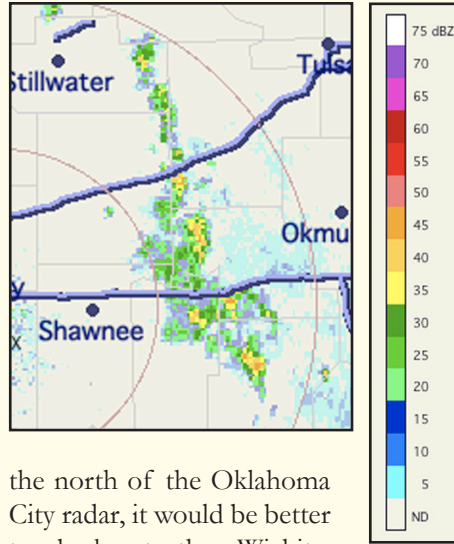 Stillwater
Tulsa
Okmu
y
x
Shawnee
75 dBZ
70
65
60
55
50
45
40
35
30
25
20
15
10
5
ND
the north of the Oklahoma
City radar, it would be better